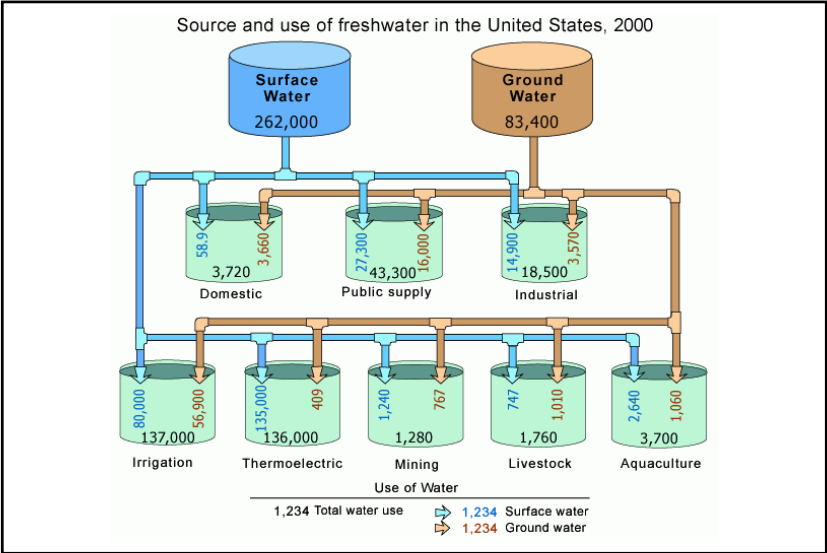 Source and use of freshwater in the United States, 2000
Surface
Water
262,000
Ground
Water
83,400
58.9
3,660
3,720
Domestic
27,300
16,000
43,300
Public supply
14,900
3,570
18,500
Industrial
80,000
56,900
137,000
Irrigation
135,000
409
136,000
Thermoelectric
1,240
767
1,280
Mining
747
1,010
1,760
Livestock
2,640
1,060
3,700
Aquaculture
Use of Water
1,234 Total water use
1,234 Surface water
1,234 Ground water